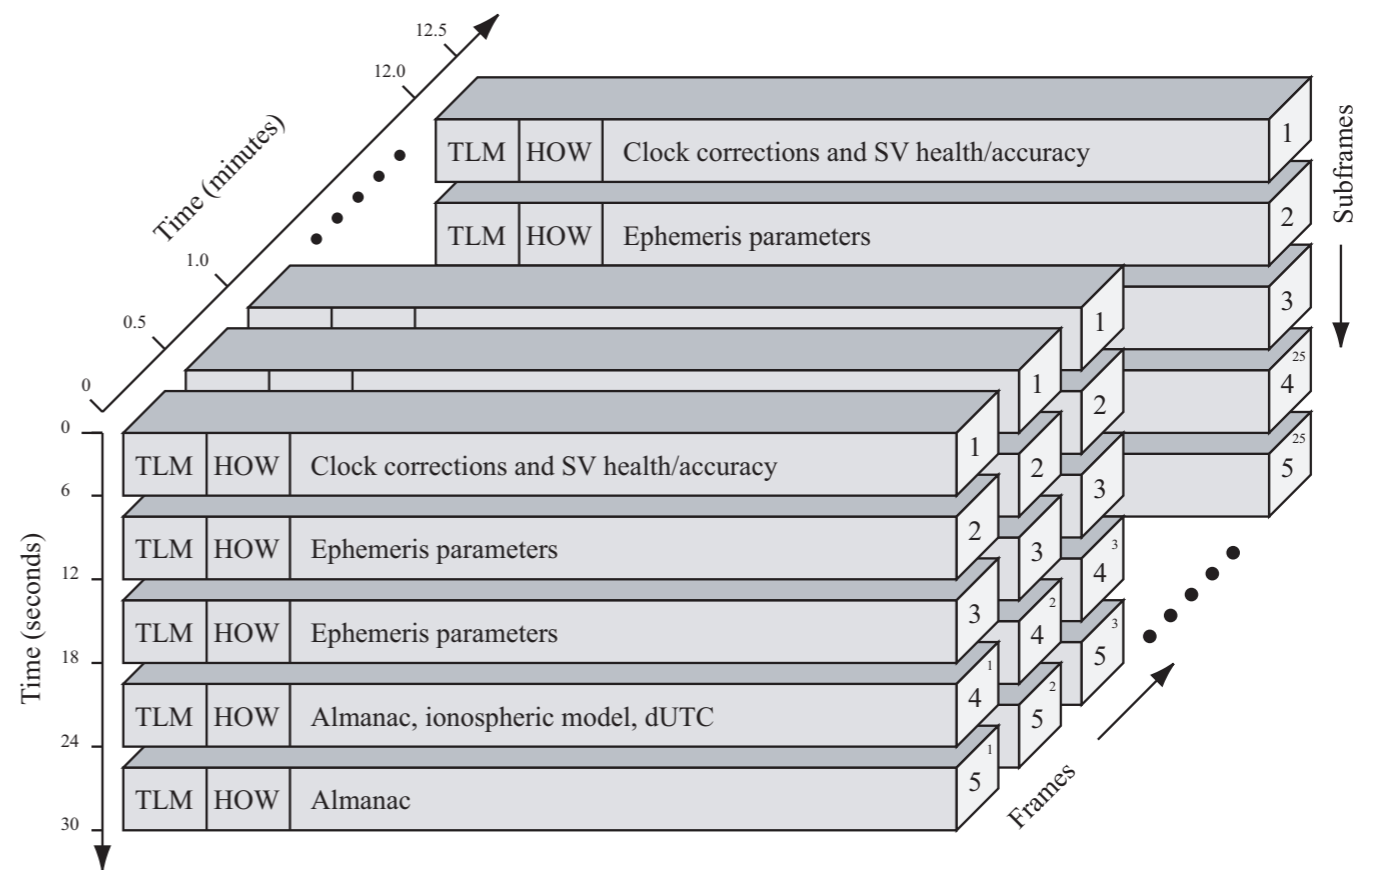 12.5
12.0
Time (minutes)
1.0
0.5
0
TLM HOW Clock corrections and SV health/accuracy 1
TLM HOW Ephemeris parameters 2
3
25
4
25
5
Subframes
1
2
3
3
4
3
5
1
2
3
2
4
2
5
0
6
12
18
24
30
Time (seconds)
TLM HOW Clock corrections and SV health/accuracy 1
TLM HOW Ephemeris parameters 2
TLM HOW Ephemeris parameters 3
TLM HOW Almanac, ionospheric model, dUTC 4 1
TLM HOW Almanac 5 1
Frames